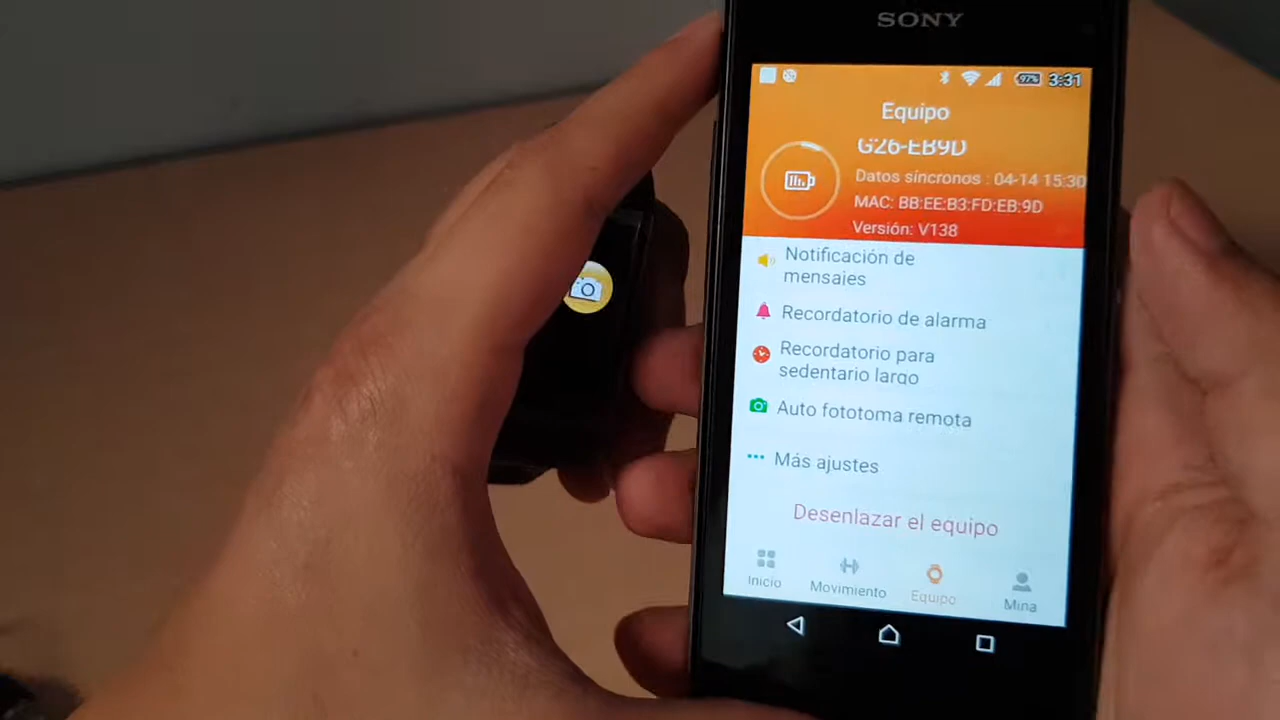 SONY
97% 3:31
Equipo
G26-EB9D
Datos síncronos : 04-14 15:30
MAC: BB:EE:B3:FD:EB:9D
Versión: V138
Notificación de
mensajes
Recordatorio de alarma
Recordatorio para
sedentario largo
Auto fototoma remota
Más ajustes
Desenlazar el equipo
Inicio
Movimiento
Equipo
Mina